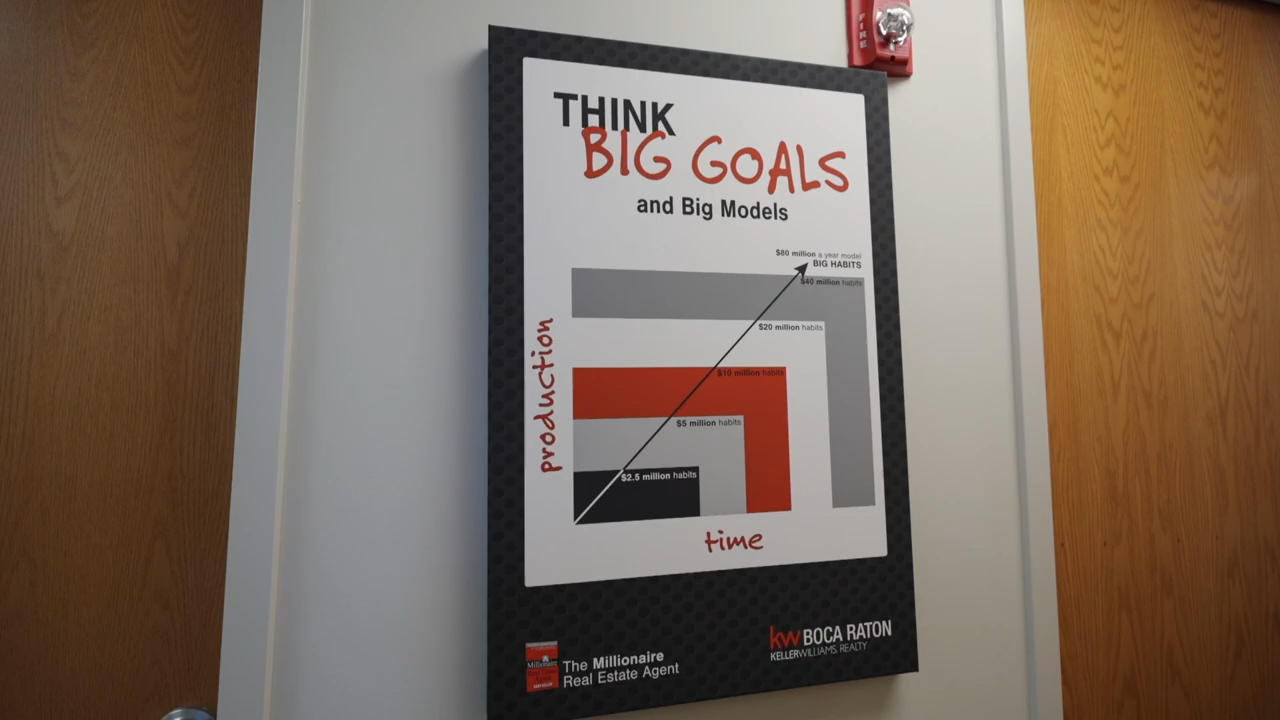 FIRE
THINK
BIG GOALS
and Big Models
$80 million a year model
BIG HABITS
$40 million habits
$20 million habits
$10 million habits
$5 million habits
$2.5 million habits
production
time
Millionaire
The Millionaire
Real Estate Agent
kw BOCA RATON
KELLERWILLIAMS. REALTY